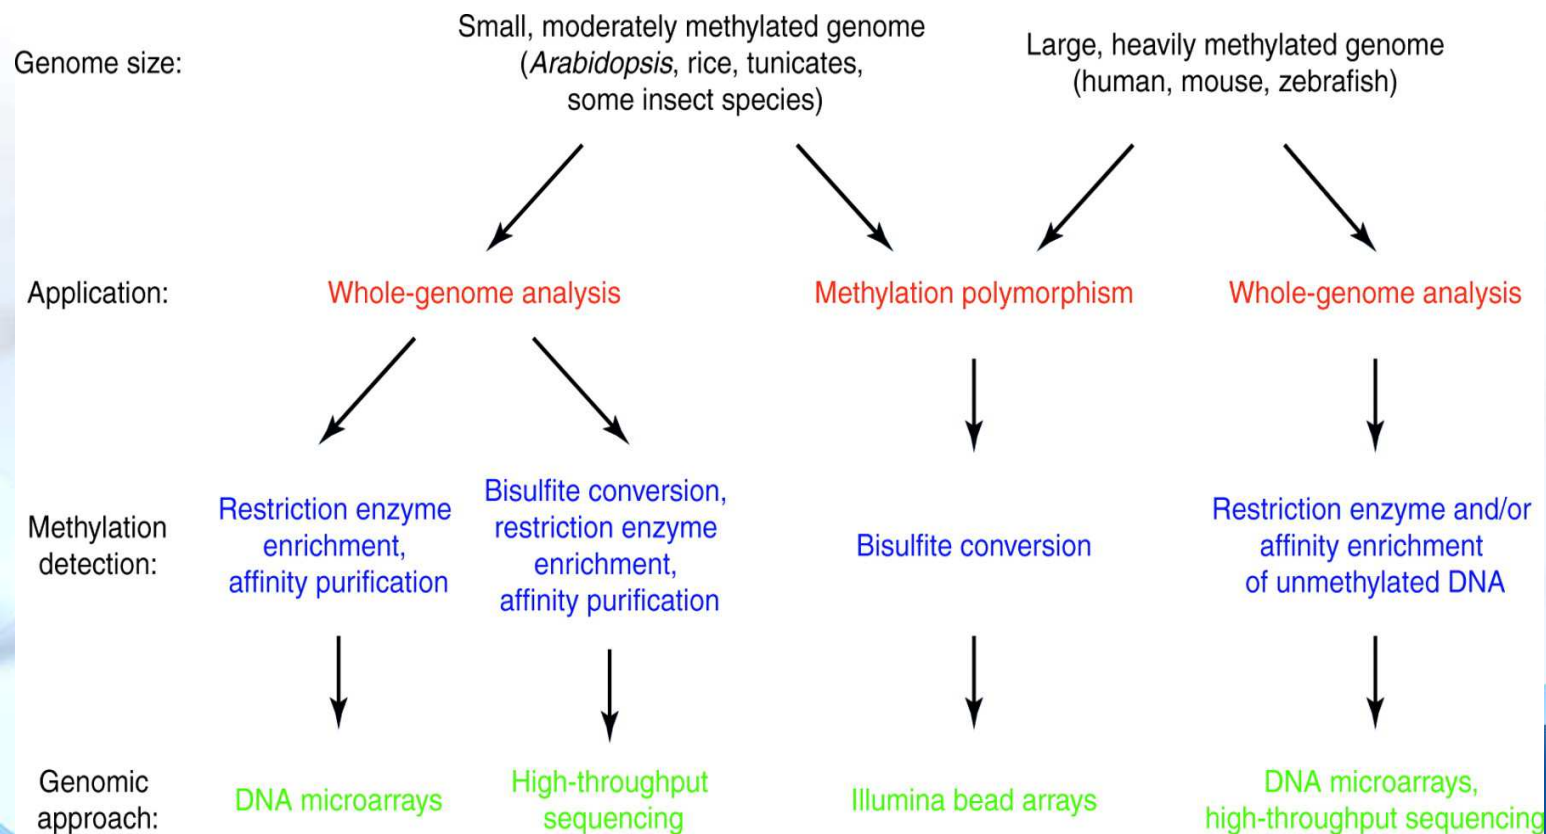 Genome size:
Small, moderately methylated genome
(Arabidopsis, rice, tunicates,
some insect species)
Large, heavily methylated genome
(human, mouse, zebrafish)
Application:
Whole-genome analysis
Methylation polymorphism
Whole-genome analysis
Methylation
detection:
Restriction enzyme
enrichment,
affinity purification
Bisulfite conversion,
restriction enzyme
enrichment,
affinity purification
Bisulfite conversion
Restriction enzyme and/or
affinity enrichment
of unmethylated DNA
Genomic
approach:
DNA microarrays
High-throughput
sequencing
Illumina bead arrays
DNA microarrays,
high-throughput sequencing